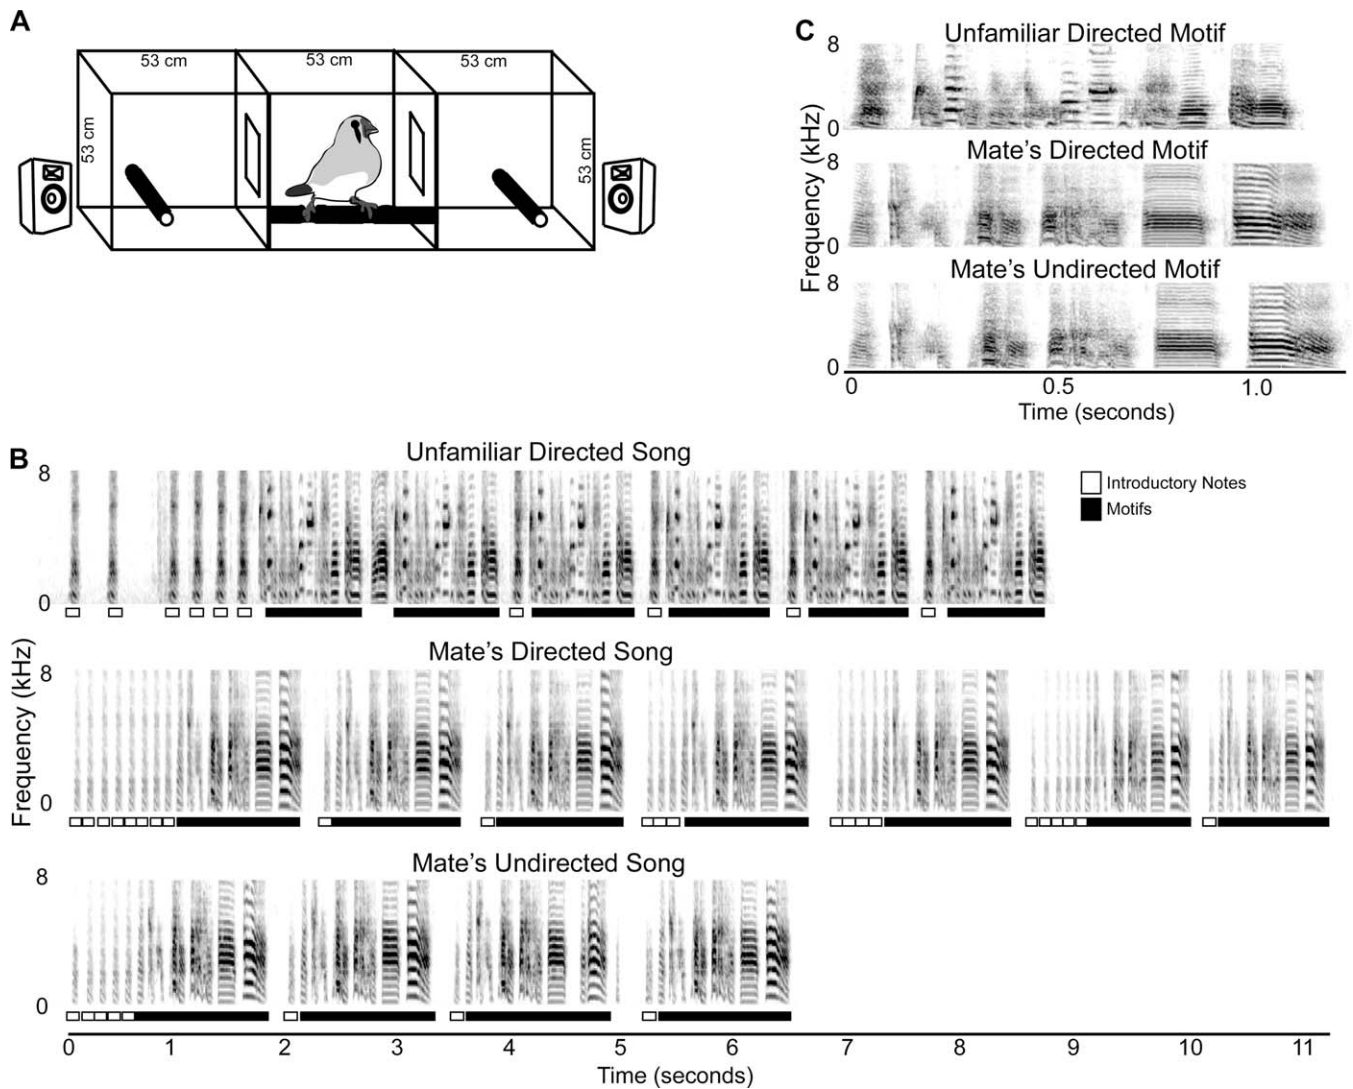 A
53 cm 53 cm 53 cm
53 cm
53 cm
C
Unfamiliar Directed Motif
8
0
Mate's Directed Motif
8
0
Mate's Undirected Motif
8
0
Frequency (kHz)
0 0.5 1.0
Time (seconds)
B
Unfamiliar Directed Song
8
0
Introductory Notes
Motifs
Mate's Directed Song
8
0
Frequency (kHz)
Mate's Undirected Song
8
0
0 1 2 3 4 5 6 7 8 9 10 11
Time (seconds)